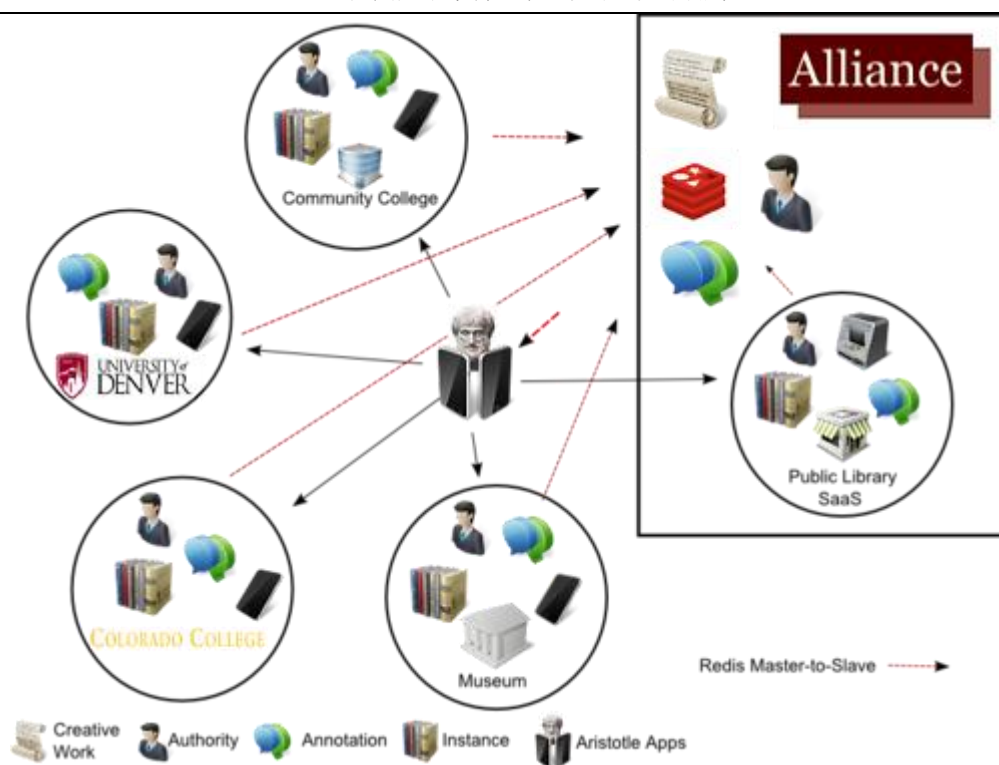 Alliance
Community College
UNIVERSITY of
DENVER
Public Library
SaaS
COLORADO COLLEGE
Museum
Redis Master-to-Slave
Creative
Work
Authority
Annotation
Instance
Aristotle Apps